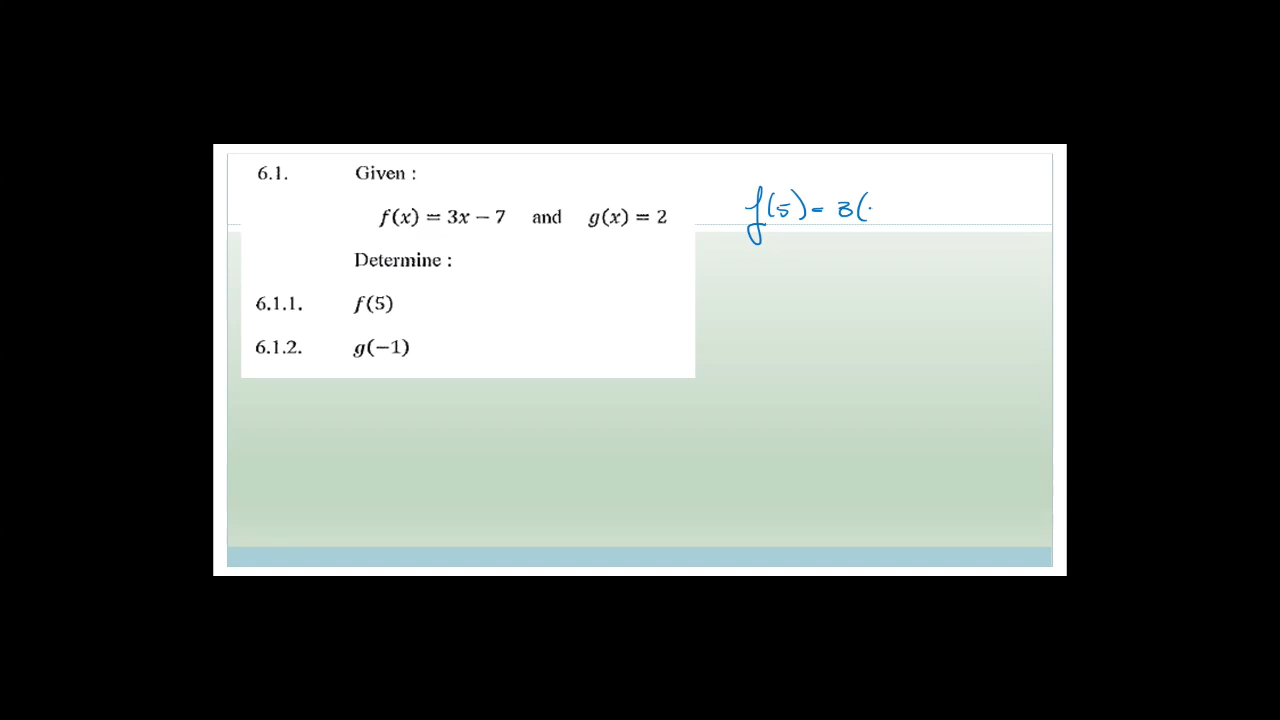 6.1. Given :
f(x) = 3x − 7 and g(x) = 2
f(5) = 3(
Determine :
6.1.1. f(5)
6.1.2. g(−1)